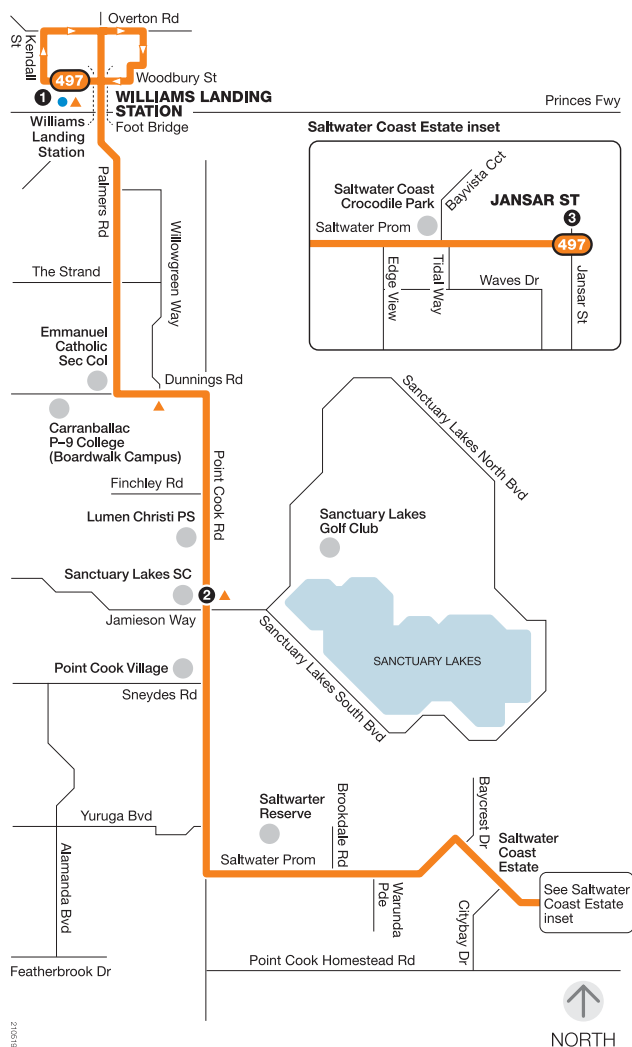 Overton Rd
Kendall
St
497
Woodbury St
1
WILLIAMS LANDING
STATION
Princes Fwy
Williams
Landing
Station
Foot Bridge
Saltwater Coast Estate inset
Saltwater Coast
Crocodile Park
Bayvista Cct
JANSAR ST
3
Saltwater Prom
497
Edge View
Tidal Way
Waves Dr
Jansar St
Palmers Rd
Willowgreen Way
The Strand
Emmanuel
Catholic
Sec Col
Dunnings Rd
Carranballac
P–9 College
(Boardwalk Campus)
Point Cook Rd
Finchley Rd
Lumen Christi PS
Sanctuary Lakes North Bvd
Sanctuary Lakes
Golf Club
Sanctuary Lakes SC
2
Jamieson Way
Sanctuary Lakes South Bvd
SANCTUARY LAKES
Point Cook Village
Sneydes Rd
Yuruga Bvd
Alamanda Bvd
Saltwarter
Reserve
Brookdale Rd
Baycrest Dr
Saltwater
Coast
Estate
Saltwater Prom
Warunda
Pde
Citybay Dr
See Saltwater
Coast Estate
inset
Point Cook Homestead Rd
Featherbrook Dr
NORTH
210519